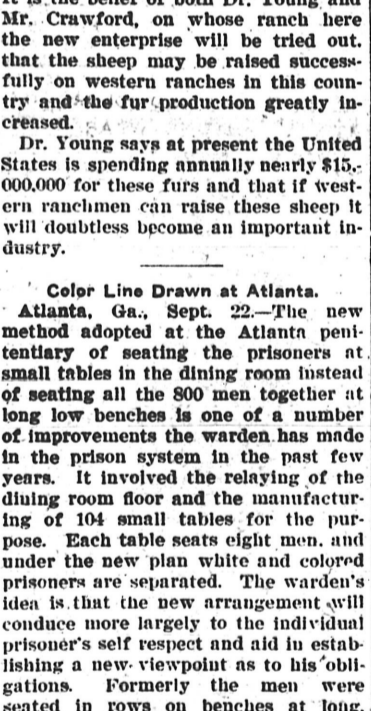 It is the belief of both Dr. Young and
Mr. Crawford, on whose ranch here
the new enterprise will be tried out.
that the sheep may be raised success-
fully on western ranches in this coun-
try and the fur production greatly in-
creased.
Dr. Young says at present the United
States is spending annually nearly $15,-
000,000 for these furs and that if west-
ern ranchmen can raise these sheep it
will doubtless become an important in-
dustry.
Color Line Drawn at Atlanta.
Atlanta, Ga., Sept. 22.—The new
method adopted at the Atlanta peni-
tentiary of seating the prisoners at
small tables in the dining room instead
of seating all the 800 men together at
long low benches is one of a number
of improvements the warden has made
in the prison system in the past few
years. It involved the relaying of the
dining room floor and the manufactur-
ing of 104 small tables for the pur-
pose. Each table seats eight men. and
under the new plan white and colored
prisoners are separated. The warden's
idea is that the new arrangement will
conduce more largely to the individual
prisoner's self respect and aid in estab-
lishing a new viewpoint as to his obli-
gations. Formerly the men were
seated in rows on benches at long,